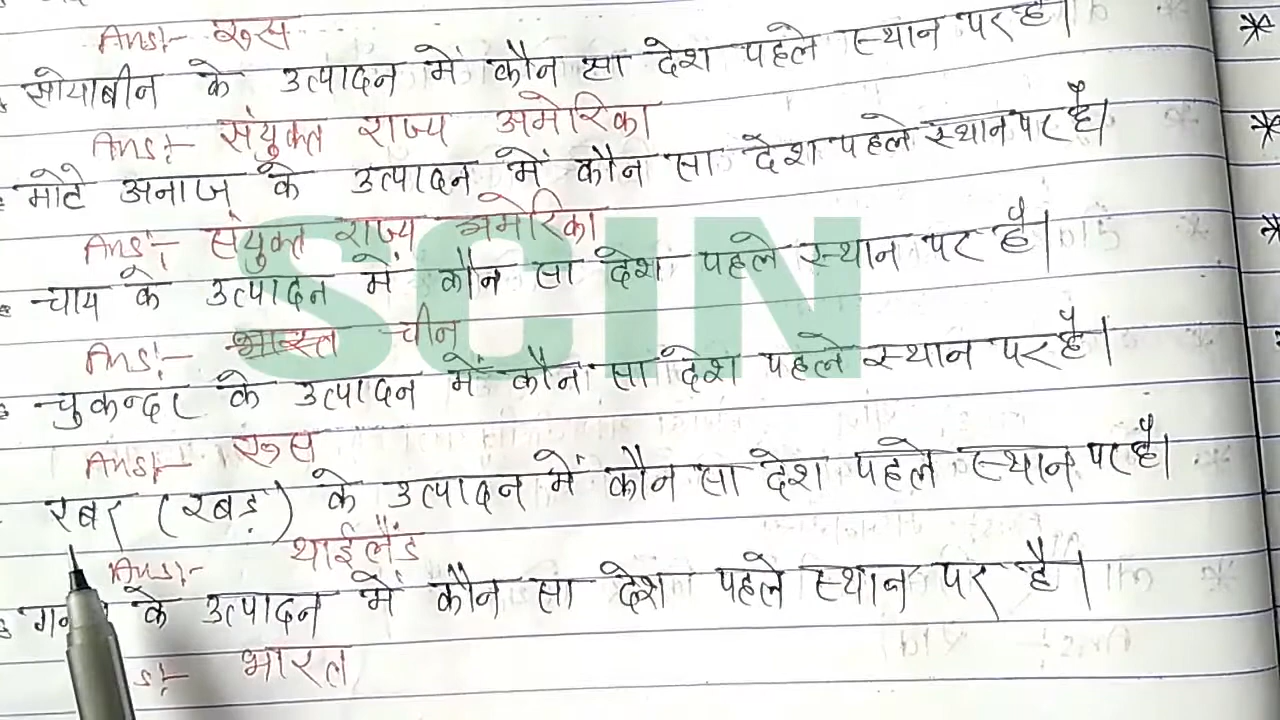 Ans:- रूस
सोयाबीन के उत्पादन में कौन सा देश पहले स्थान पर है।
Ans:- संयुक्त राज्य अमेरिका
मोटे अनाज के उत्पादन में कौन सा देश पहले स्थान पर है।
Ans:- संयुक्त राज्य अमेरिका
चाय के उत्पादन में कौन सा देश पहले स्थान पर है।
Ans:- भारत चीन
चुकन्दर के उत्पादन में कौन सा देश पहले स्थान पर है।
Ans:- रूस
रबर (रबड़) के उत्पादन में कौन सा देश पहले स्थान पर है।
Ans:- थाईलैंड
के उत्पादन में कौन सा देश पहले स्थान पर है।
s:- भारत
SCIN